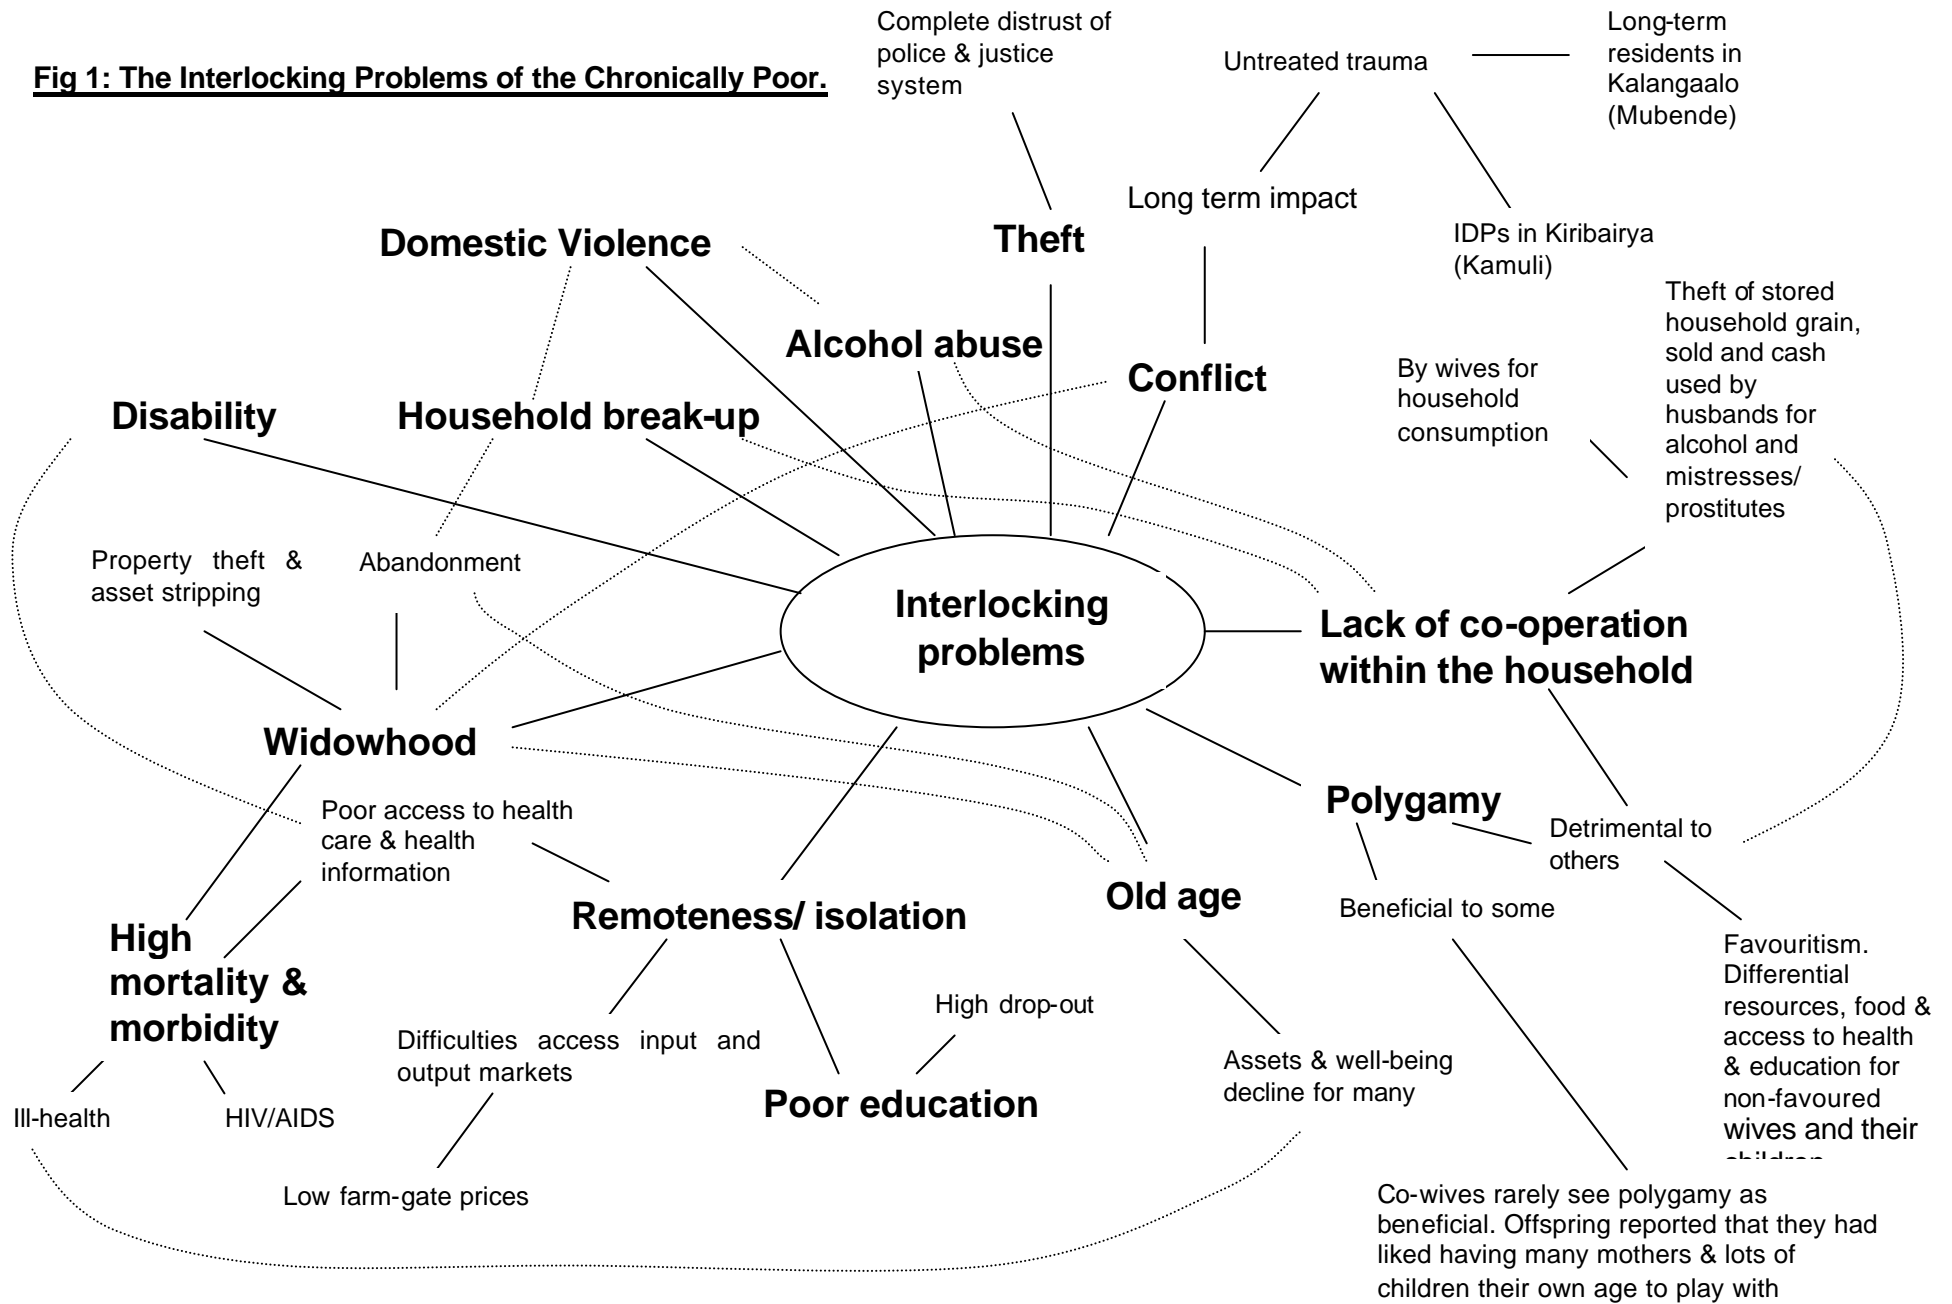 Fig 1: The Interlocking Problems of the Chronically Poor.
Complete distrust of
police & justice
system
Untreated trauma
Long-term
residents in
Kalangaalo
(Mubende)
Long term impact
Domestic Violence
Theft
IDPs in Kiribairya
(Kamuli)
Theft of stored
household grain,
sold and cash
used by
husbands for
alcohol and
mistresses/
prostitutes
Alcohol abuse
Conflict
By wives for
household
consumption
Disability
Household break-up
Property theft &
asset stripping
Abandonment
Interlocking
problems
Lack of co-operation
within the household
Widowhood
Polygamy
Poor access to health
care & health
information
Detrimental to
others
Old age
Beneficial to some
Remoteness/ isolation
High
mortality &
morbidity
Favouritism.
Differential
resources, food &
access to health
& education for
non-favoured
wives and their
High drop-out
Difficulties access input and
output markets
Assets & well-being
decline for many
Poor education
Ill-health
HIV/AIDS
Low farm-gate prices
Co-wives rarely see polygamy as
beneficial. Offspring reported that they had
liked having many mothers & lots of
children their own age to play with